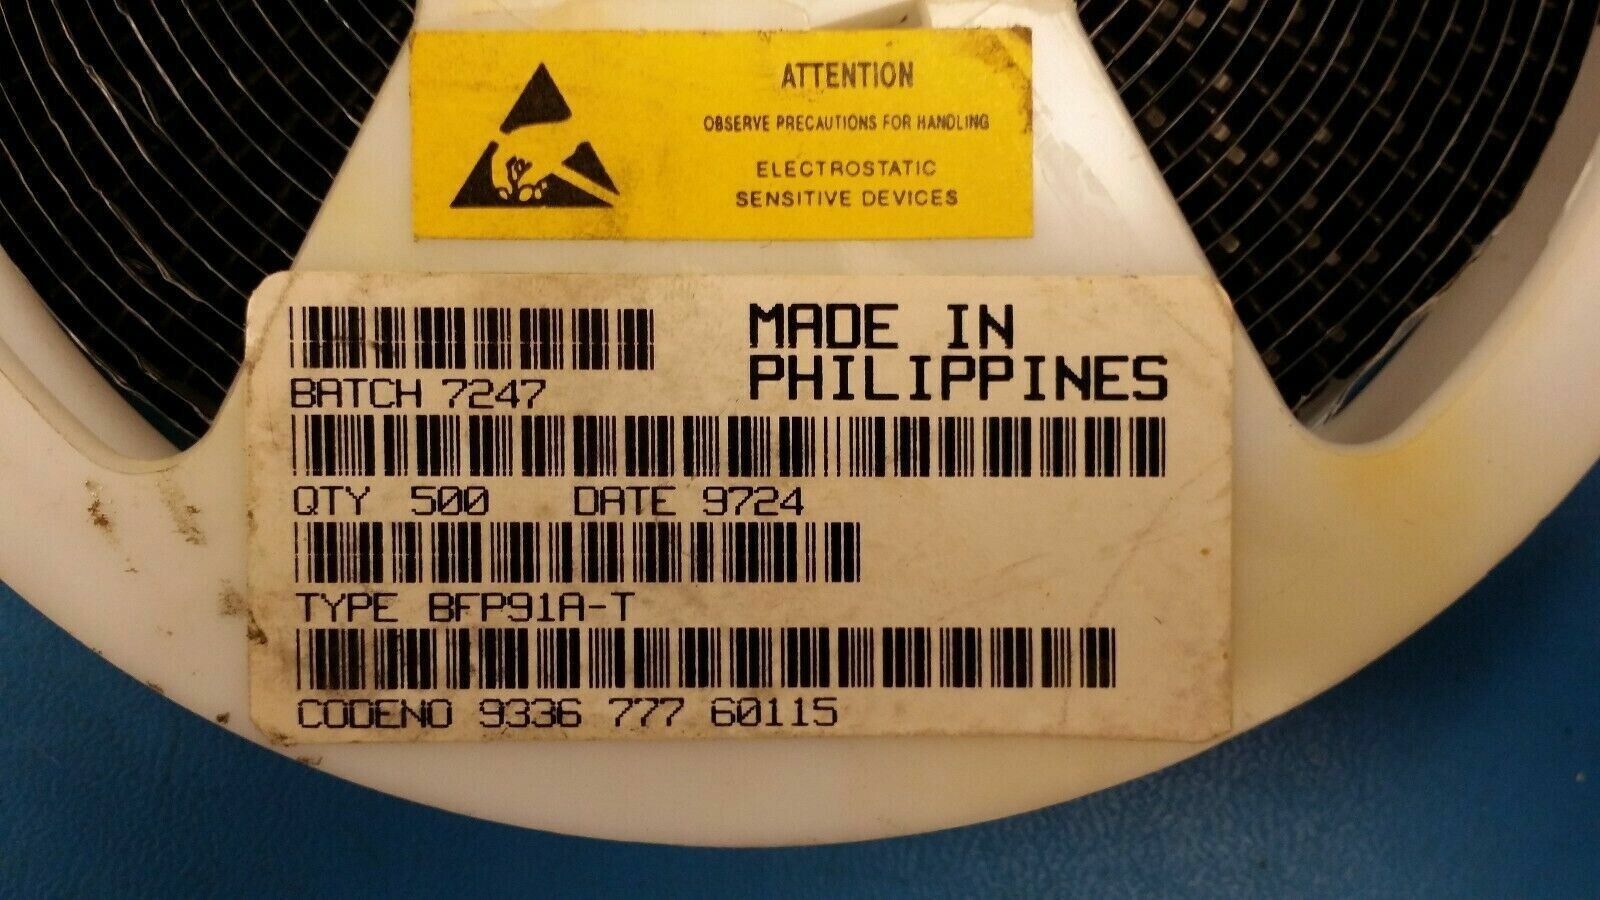 ATTENTION
OBSERVE PRECAUTIONS FOR HANDLING
ELECTROSTATIC
SENSITIVE DEVICES
MADE IN
PHILIPPINES
BATCH 7247
QTY 500 DATE 9724
TYPE BFP91A-T
CODENO 9336 777 60115